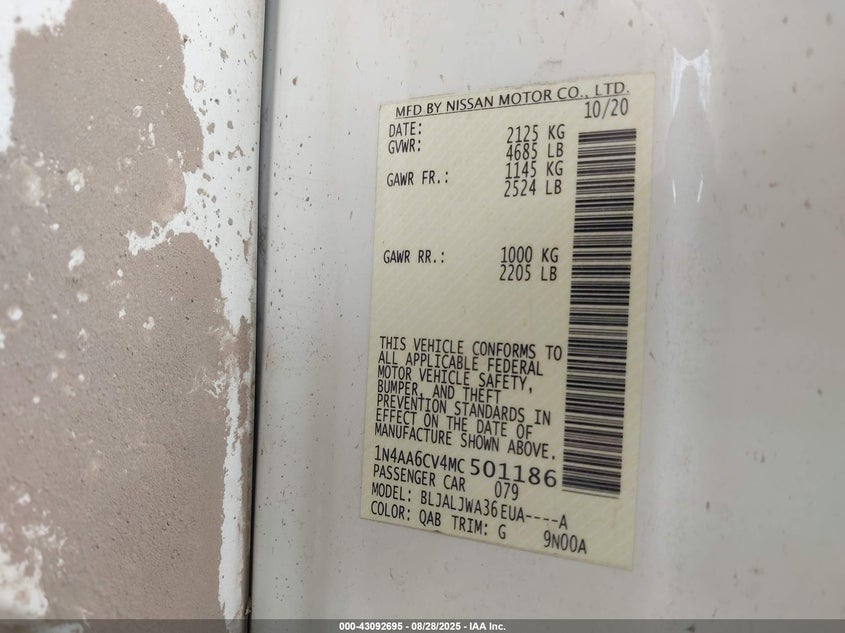 MFD BY NISSAN MOTOR CO., LTD.
DATE: 10/20
GVWR: 2125 KG
4685 LB
GAWR FR.: 1145 KG
2524 LB
GAWR RR.: 1000 KG
2205 LB
THIS VEHICLE CONFORMS TO
ALL APPLICABLE FEDERAL
MOTOR VEHICLE SAFETY,
BUMPER, AND THEFT
PREVENTION STANDARDS IN
EFFECT ON THE DATE OF
MANUFACTURE SHOWN ABOVE.
1N4AA6CV4MC501186
PASSENGER CAR 079
MODEL: BLJALJWA36EUA----A
COLOR: QAB TRIM: G 9N00A
000-43092695 - 08/28/2025 - IAA Inc.